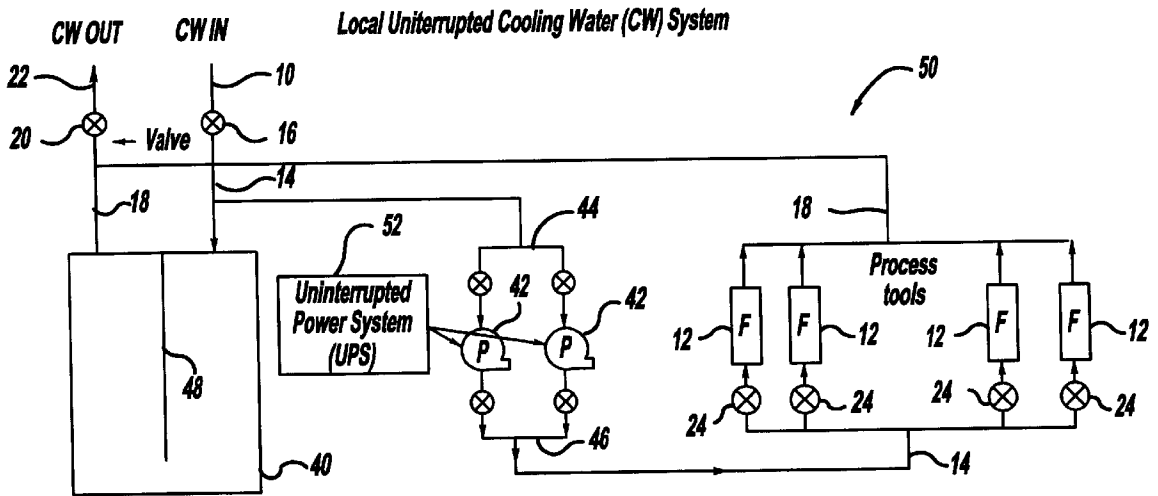 Local Uniterrupted Cooling Water (CW) System
CW OUT
CW IN
22
10
50
20
← Valve
16
14
18
44
18
52
Uninterrupted
Power System
(UPS)
42
42
P
P
Process
tools
12
F
F
12
12
F
F
12
48
24
24
24
24
46
40
14